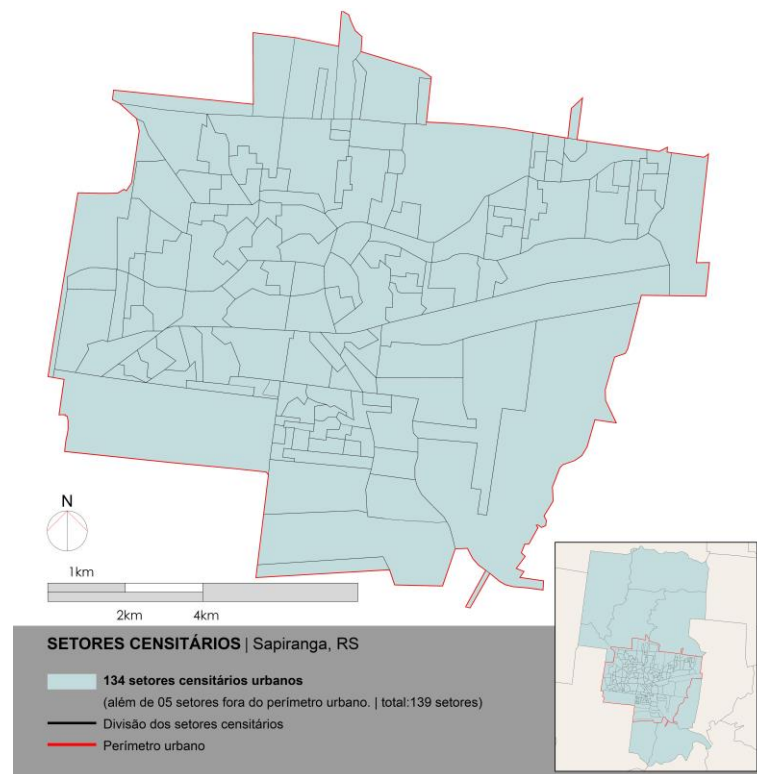 N
1km
2km 4km
SETORES CENSITÁRIOS | Sapiranga, RS
134 setores censitários urbanos
(além de 05 setores fora do perímetro urbano. | total:139 setores)
Divisão dos setores censitários
Perímetro urbano